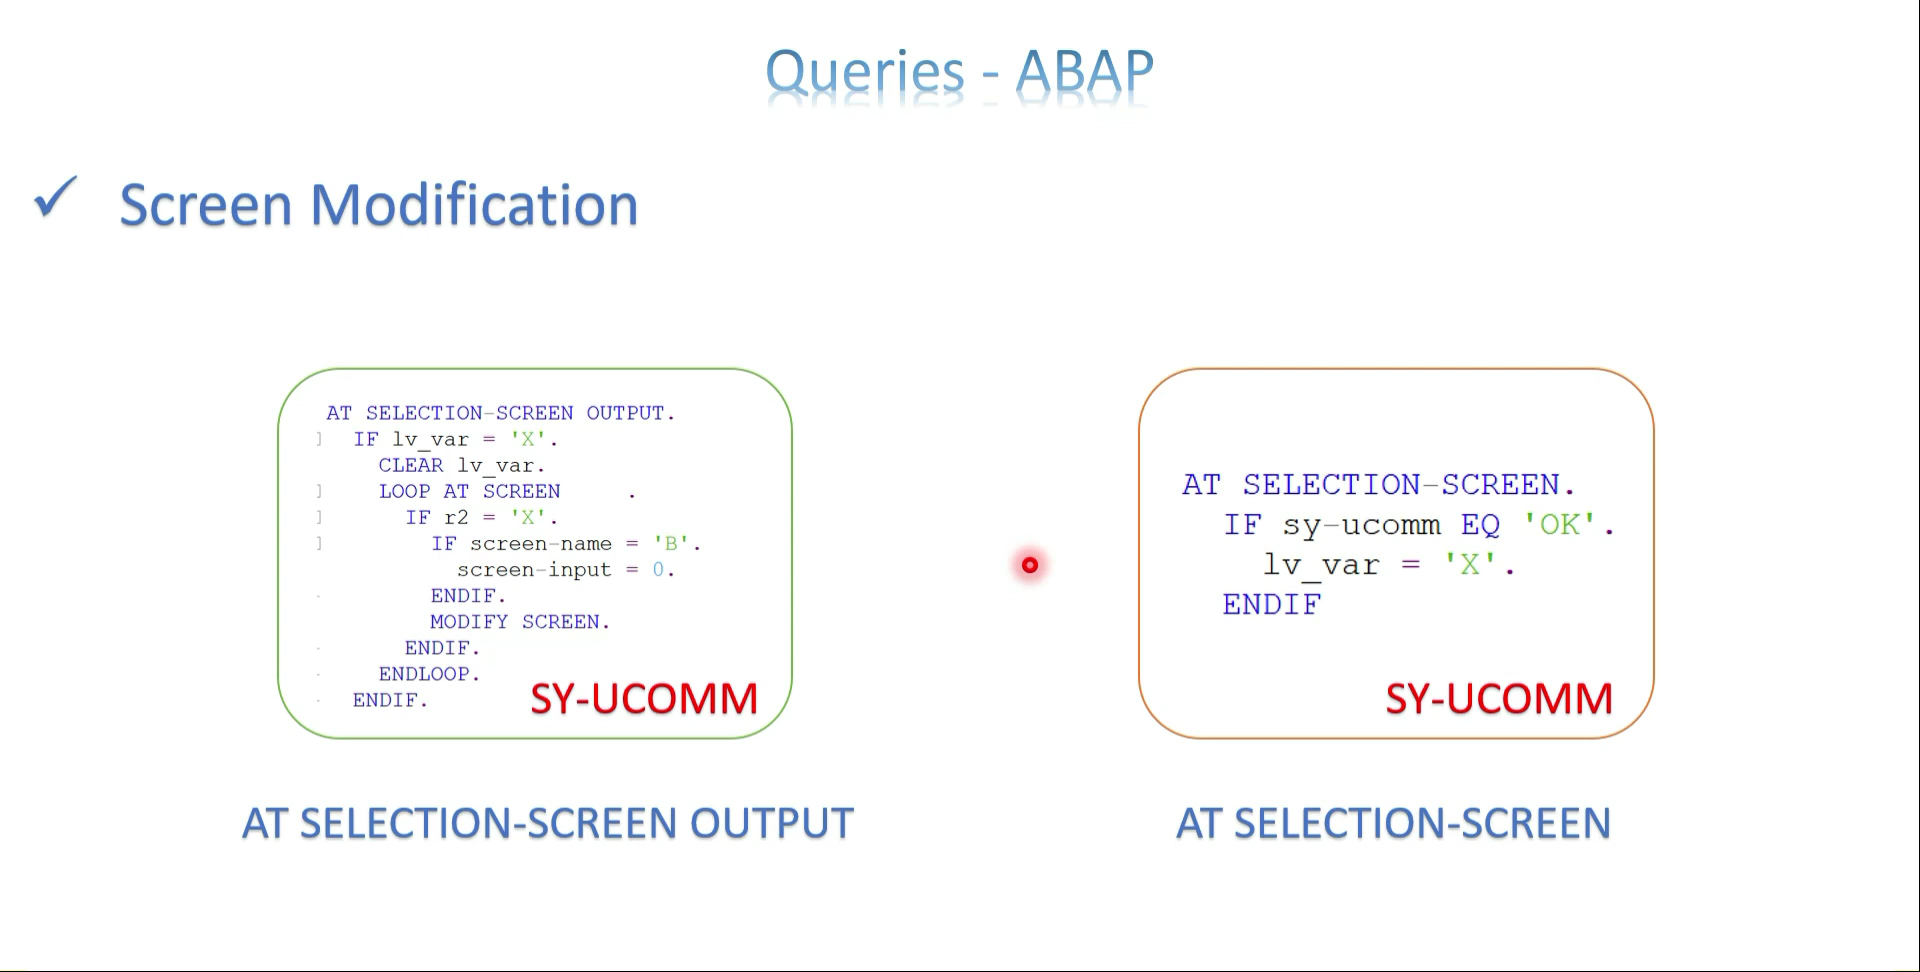 Queries - ABAP
✓ Screen Modification
AT SELECTION-SCREEN OUTPUT.
IF lv_var = 'X'.
CLEAR lv_var.
LOOP AT SCREEN .
IF r2 = 'X'.
IF screen-name = 'B'.
screen-input = 0.
ENDIF.
MODIFY SCREEN.
ENDIF.
ENDLOOP.
ENDIF.
SY-UCOMM
AT SELECTION-SCREEN OUTPUT
AT SELECTION-SCREEN.
IF sy-ucomm EQ 'OK'.
lv_var = 'X'.
ENDIF
SY-UCOMM
AT SELECTION-SCREEN